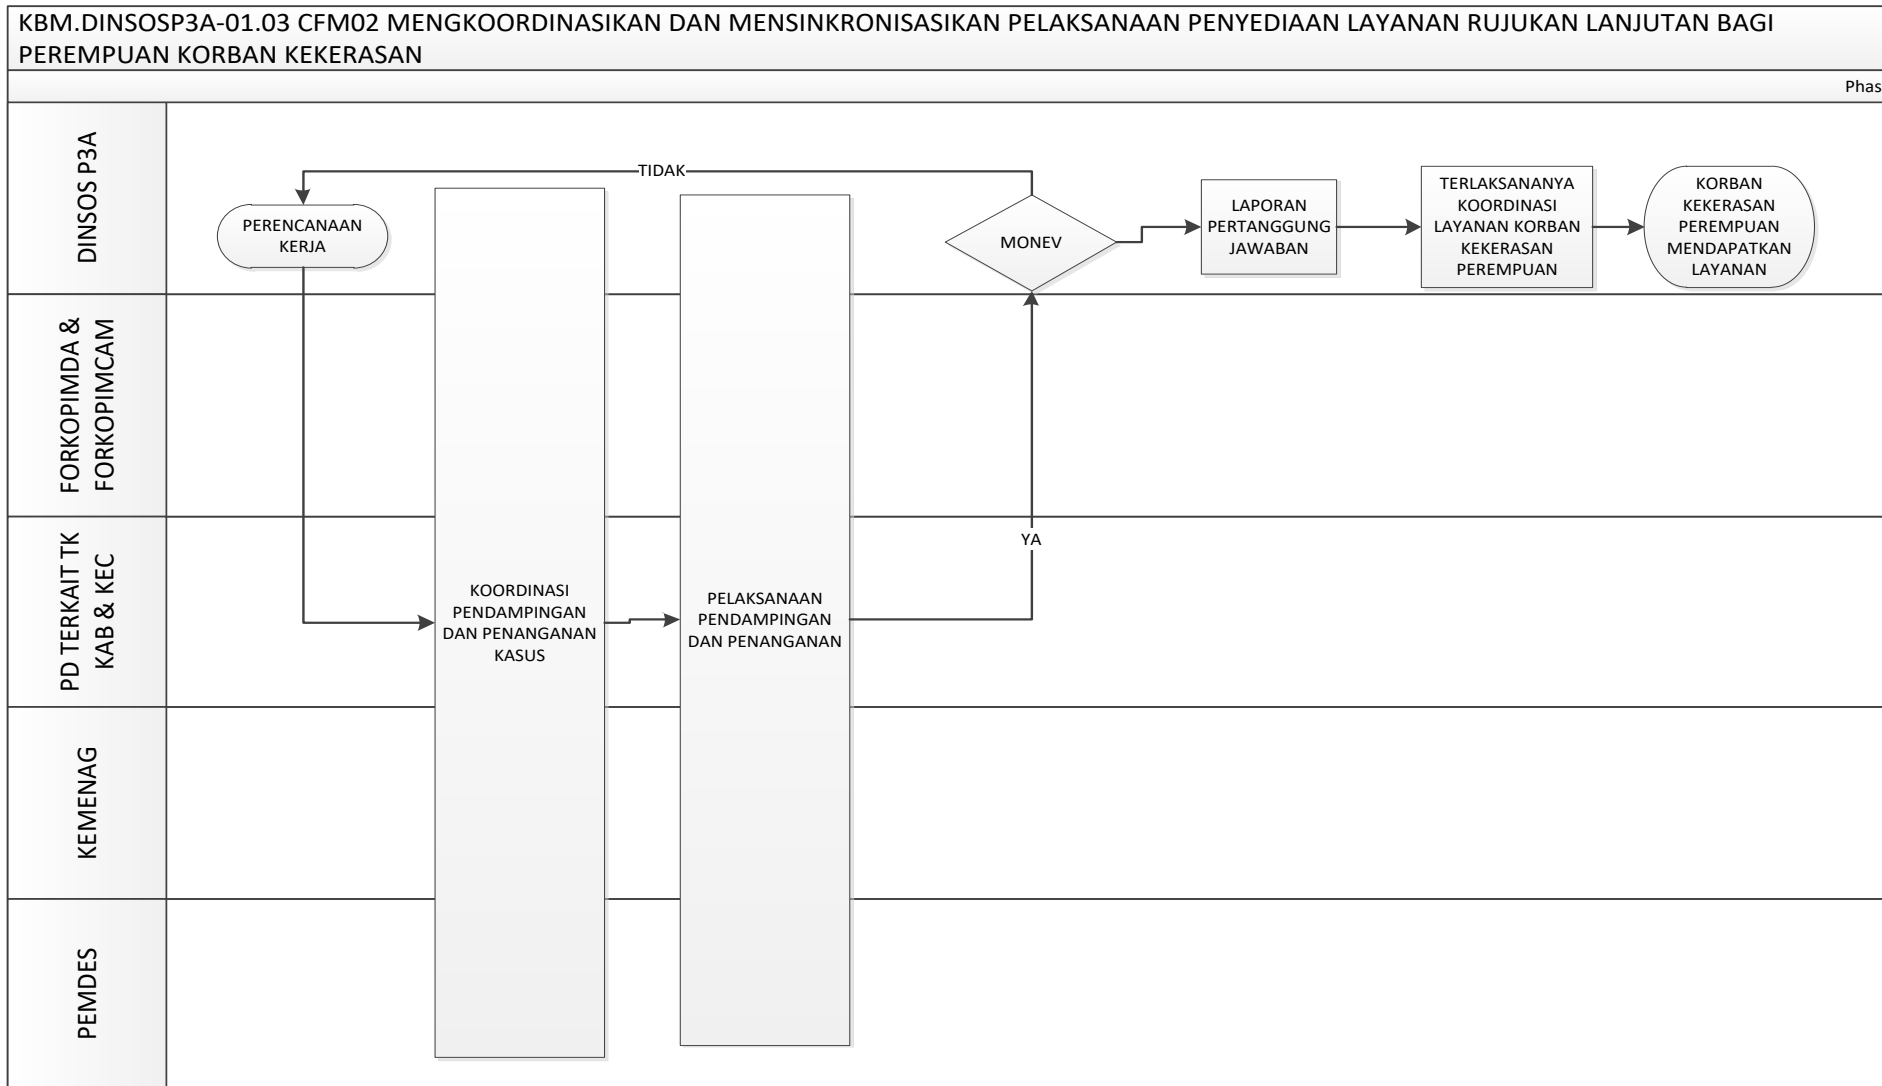 KBM.DINSOSP3A-01.03 CFM02 MENGKOORDINASIKAN DAN MENSINKRONISASIKAN PELAKSANAAN PENYEDIAAN LAYANAN RUJUKAN LANJUTAN BAGI
PEREMPUAN KORBAN KEKERASAN
Phas
DINSOS P3A
TIDAK
PERENCANAAN
KERJA
MONEV
LAPORAN
PERTANGGUNG
JAWABAN
TERLAKSANANYA
KOORDINASI
LAYANAN KORBAN
KEKERASAN
PEREMPUAN
KORBAN
KEKERASAN
PEREMPUAN
MENDAPATKAN
LAYANAN
FORKOPIMDA &
FORKOPIMCAM
PD TERKAIT TK
KAB & KEC
KOORDINASI
PENDAMPINGAN
DAN PENANGANAN
KASUS
PELAKSANAAN
PENDAMPINGAN
DAN PENANGANAN
YA
KEMENAG
PEMDES